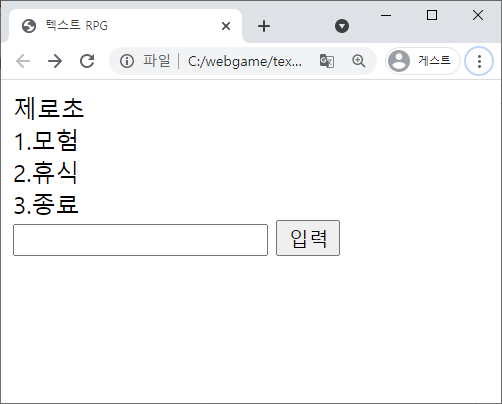 텍스트 RPG
파일 C:/webgame/tex... 게스트
제로초
1.모험
2.휴식
3.종료
입력